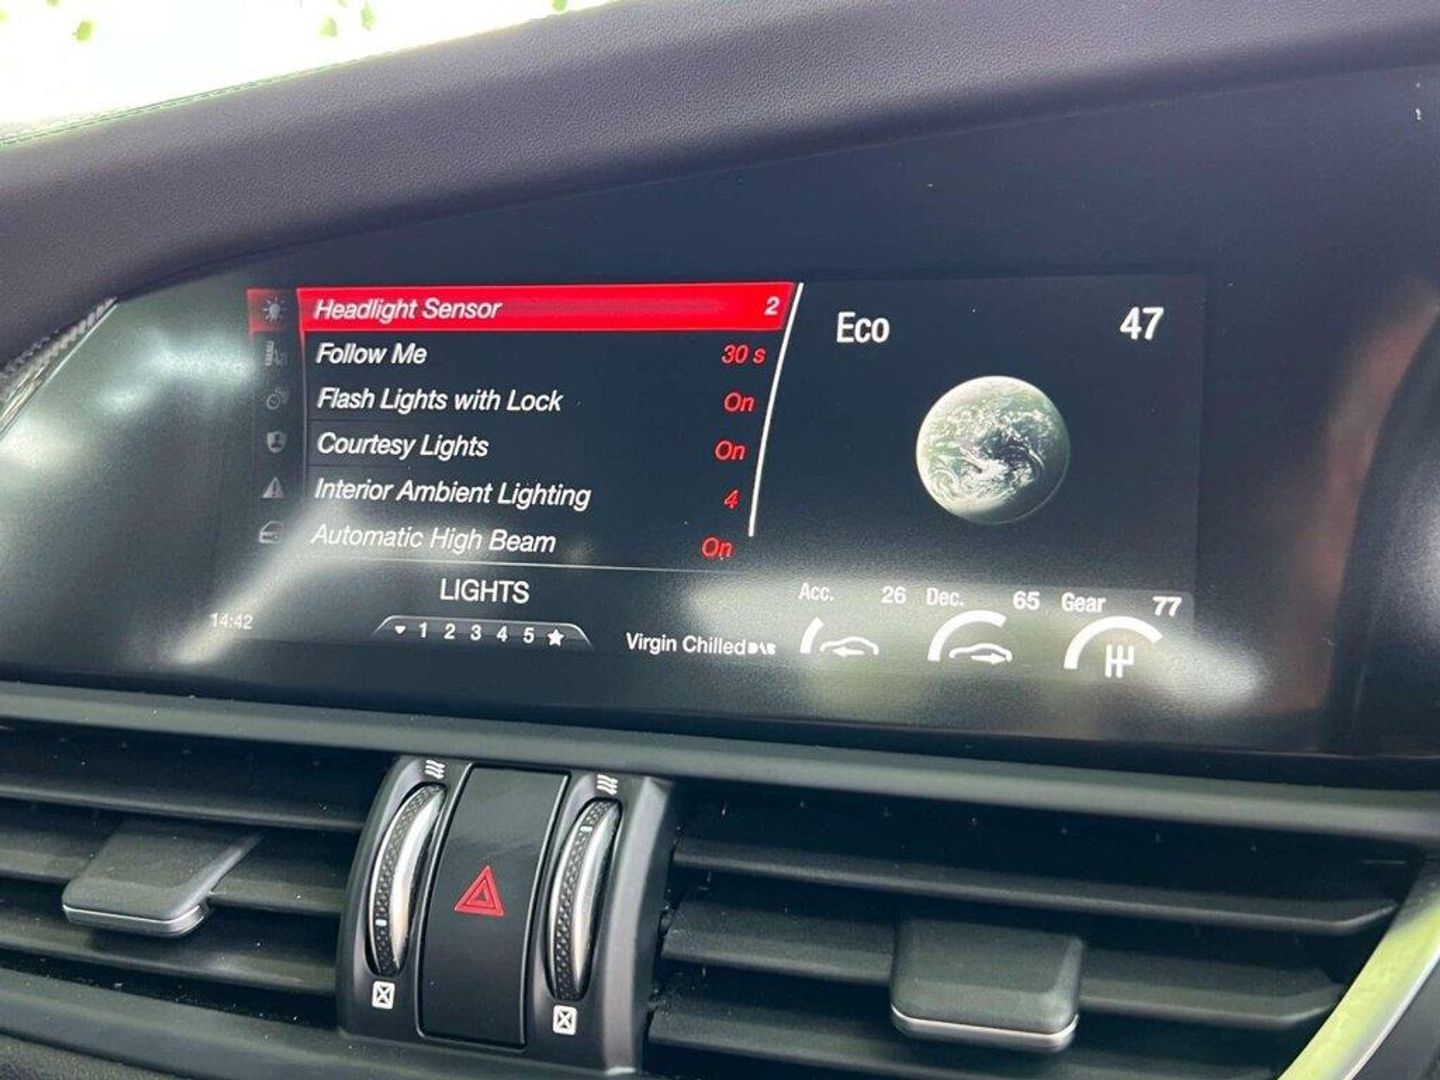 Headlight Sensor 2
Follow Me 30 s
Flash Lights with Lock On
Courtesy Lights On
Interior Ambient Lighting 4
Automatic High Beam On
LIGHTS
14:42
1 2 3 4 5
Virgin Chilled DAB
Eco 47
Acc. 26 Dec. 65 Gear 77